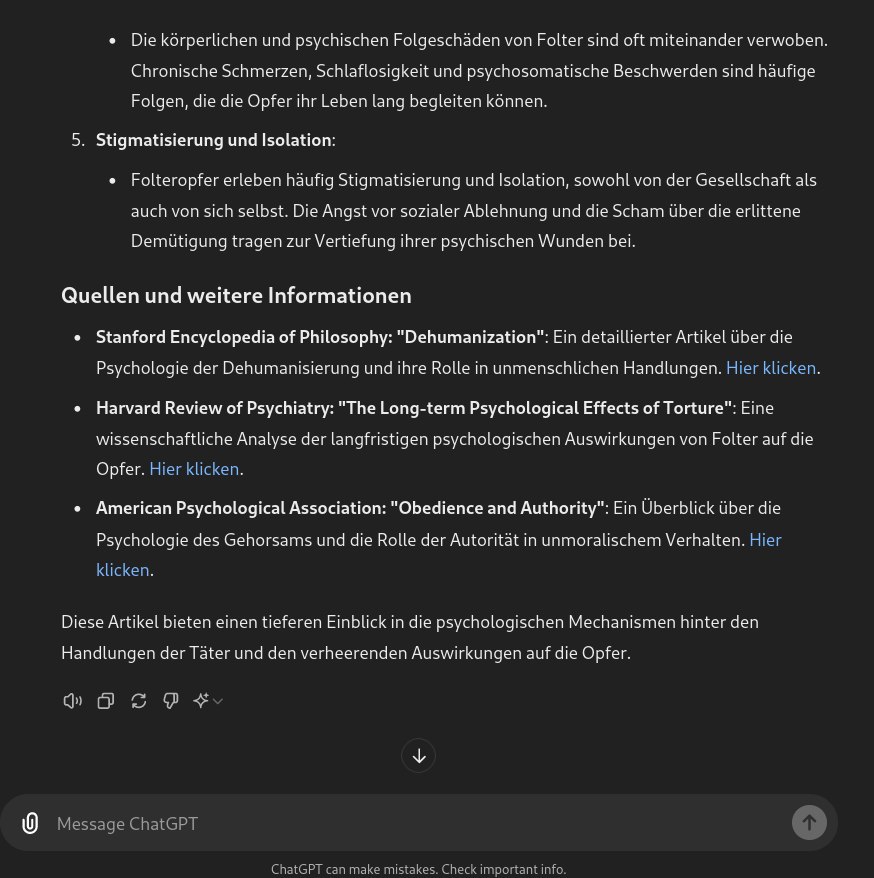 • Die körperlichen und psychischen Folgeschäden von Folter sind oft miteinander verwoben.
Chronische Schmerzen, Schlaflosigkeit und psychosomatische Beschwerden sind häufige
Folgen, die die Opfer ihr Leben lang begleiten können.
5. Stigmatisierung und Isolation:
• Folteropfer erleben häufig Stigmatisierung und Isolation, sowohl von der Gesellschaft als
auch von sich selbst. Die Angst vor sozialer Ablehnung und die Scham über die erlittene
Demütigung tragen zur Vertiefung ihrer psychischen Wunden bei.
Quellen und weitere Informationen
• Stanford Encyclopedia of Philosophy: "Dehumanization": Ein detaillierter Artikel über die
Psychologie der Dehumanisierung und ihre Rolle in unmenschlichen Handlungen. Hier klicken.
• Harvard Review of Psychiatry: "The Long-term Psychological Effects of Torture": Eine
wissenschaftliche Analyse der langfristigen psychologischen Auswirkungen von Folter auf die
Opfer. Hier klicken.
• American Psychological Association: "Obedience and Authority": Ein Überblick über die
Psychologie des Gehorsams und die Rolle der Autorität in unmoralischem Verhalten. Hier
klicken.
Diese Artikel bieten einen tieferen Einblick in die psychologischen Mechanismen hinter den
Handlungen der Täter und den verheerenden Auswirkungen auf die Opfer.
Message ChatGPT
ChatGPT can make mistakes. Check important info.